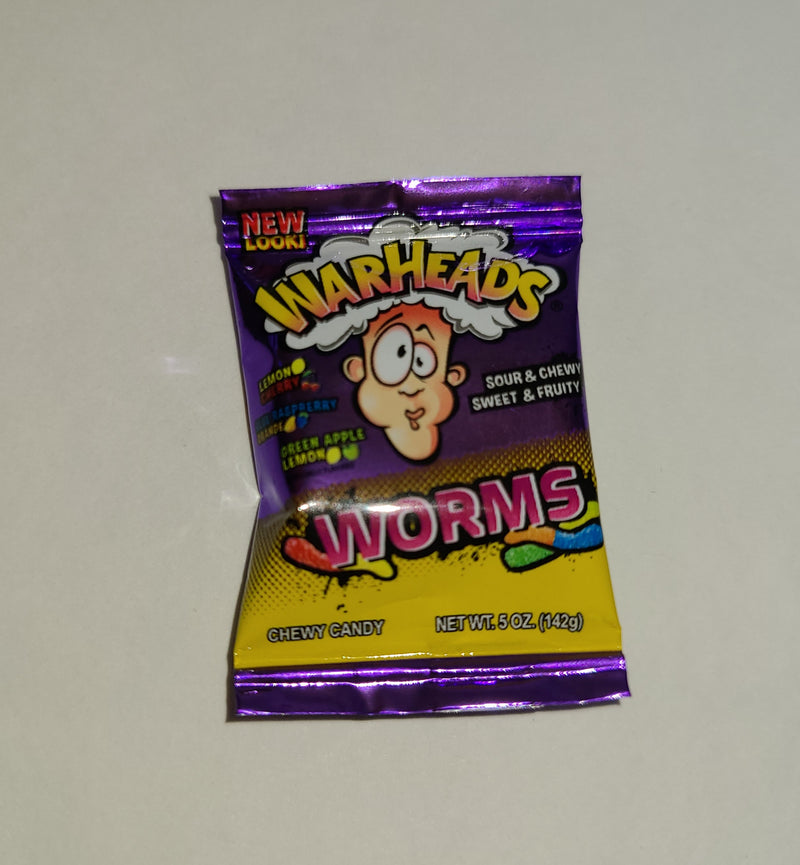 NEW
LOOK!
WARHEADS®
LEMON
CHERRY
BLUE RASPBERRY
ORANGE
GREEN APPLE
LEMON
SOUR & CHEWY
SWEET & FRUITY
WORMS
CHEWY CANDY
NET WT. 5 OZ. (142g)